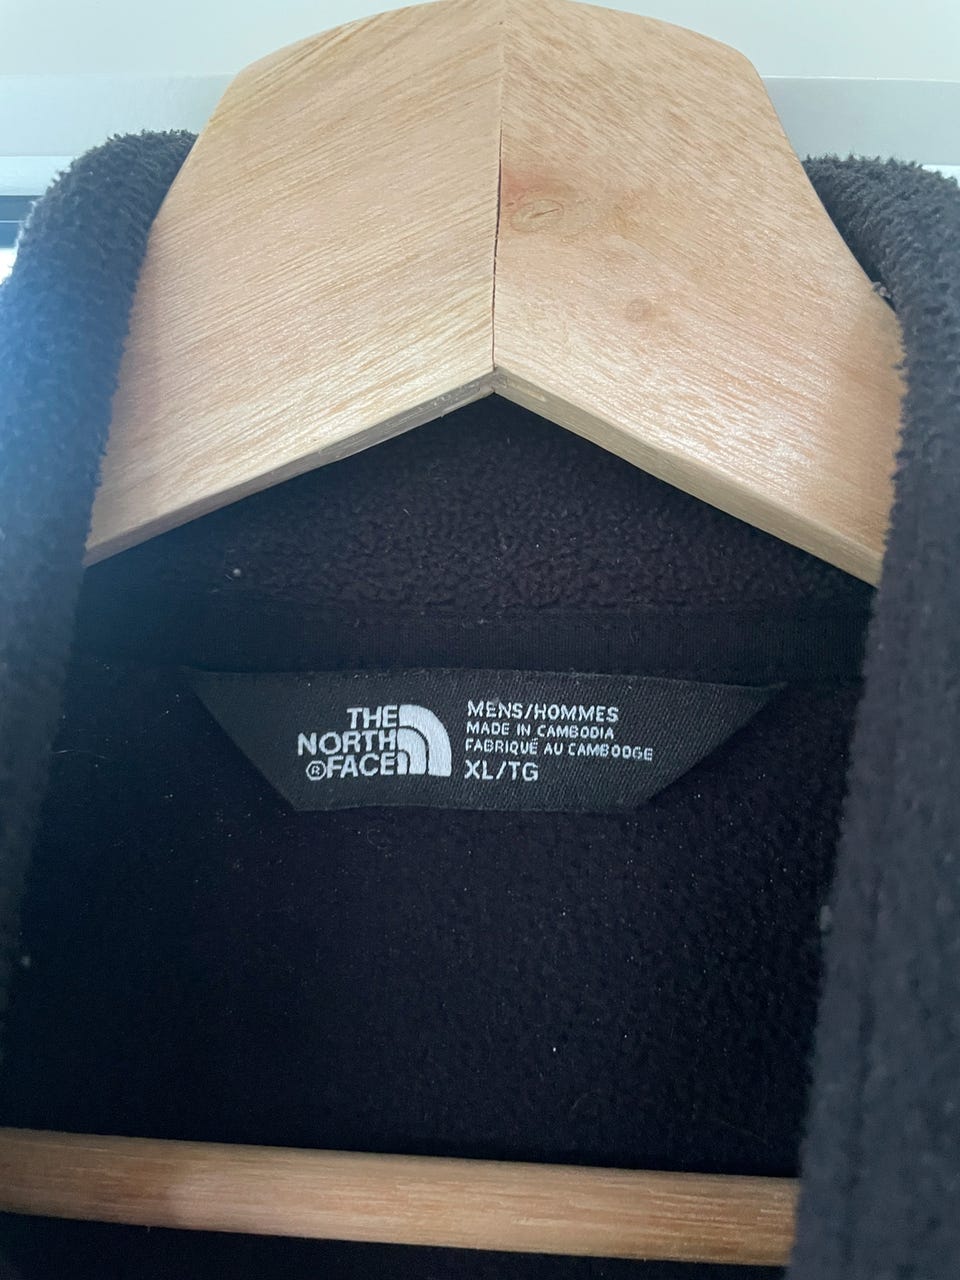 THE
NORTH
®FACE
MENS/HOMMES
MADE IN CAMBODIA
FABRIQUÉ AU CAMBODGE
XL/TG